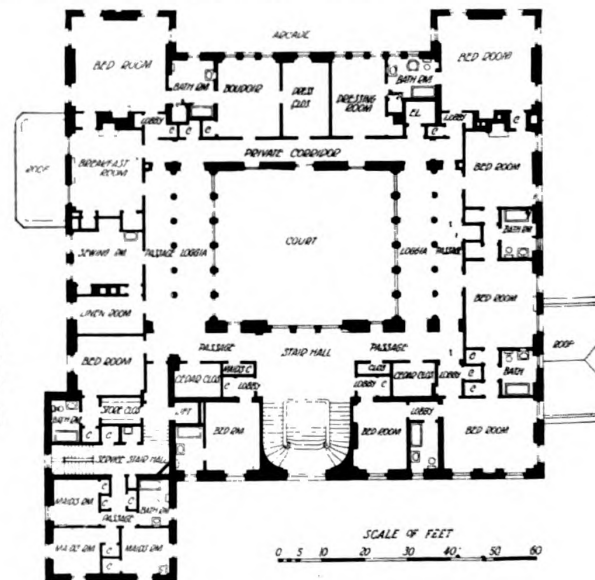 ARCADE
BED ROOM
BATH RM.
BOUDOIR
DRESS
CLOS
DRESSING
ROOM
BATH RM.
BED ROOM
LOBBY
C
C
C
EL.
C
LOBBY
C
PRIVATE CORRIDOR
ROOF
BREAKFAST
ROOM
BED ROOM
COURT
BATH RM.
SEWING RM.
PASSAGE
LOGGIA
LOGGIA
PASSAGE
LINEN ROOM
BED ROOM
ROOF
BED ROOM
PASSAGE
STAIR HALL
PASSAGE
CEDAR CLOS
MAIDS C
C
LOBBY
CLOS
LOBBY
C
CEDAR CLOS
LOBBY
C
C
C
BATH
BATH RM.
STORE CLOS
C
C
LIFT
BED RM.
BED ROOM
LOBBY
BED ROOM
SERVICE STAIR HALL
MAIDS RM.
C
C
C
BATH RM.
PASSAGE
MAIDS RM.
C
C
MAIDS RM.
SCALE OF FEET
0 5 10 20 30 40 50 60